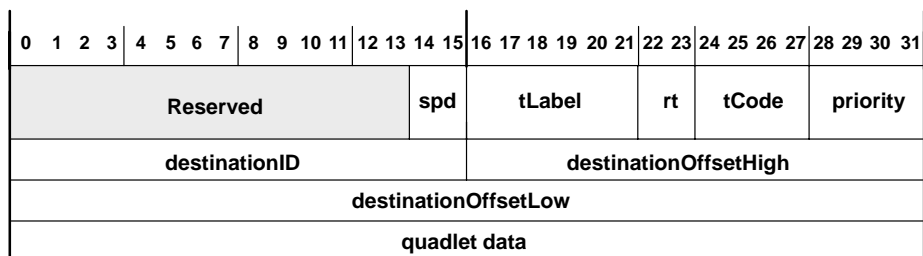 0 1 2 3 4 5 6 7 8 9 10 11 12 13 14 15 16 17 18 19 20 21 22 23 24 25 26 27 28 29 30 31
Reserved spd tLabel rt tCode priority
destinationID destinationOffsetHigh
destinationOffsetLow
quadlet data